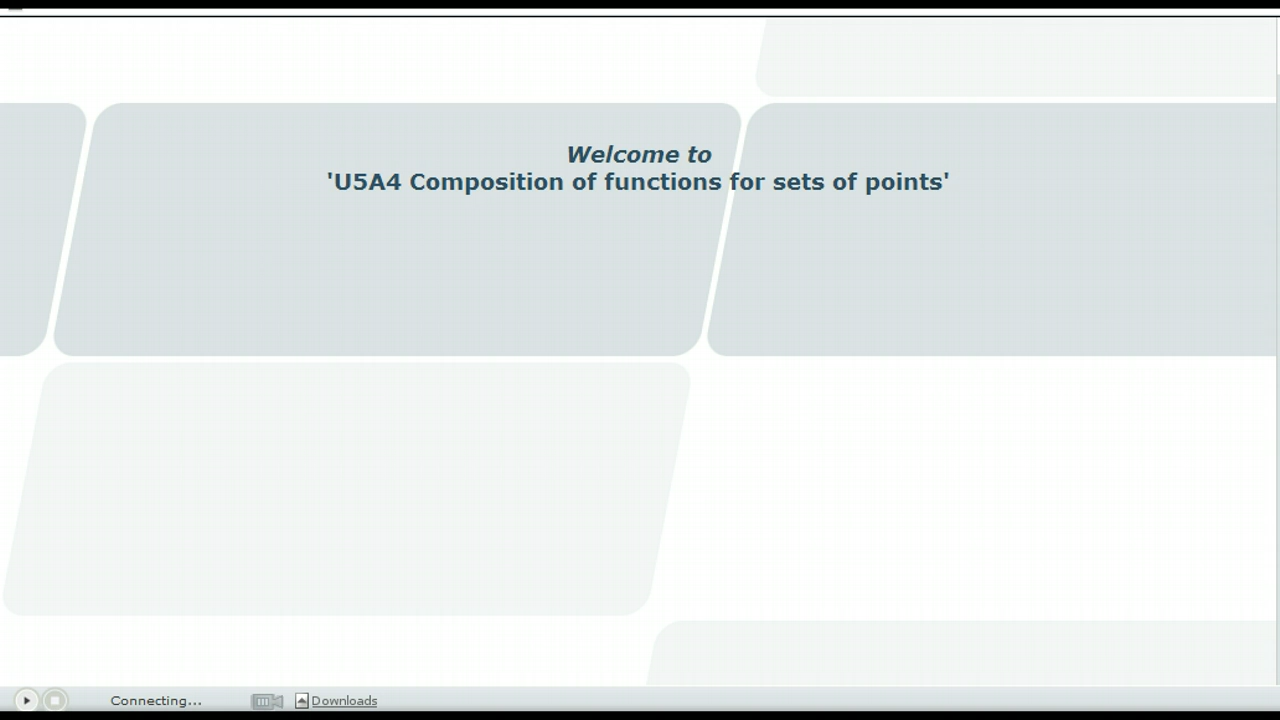 Welcome to
'U5A4 Composition of functions for sets of points'
Connecting...
Downloads